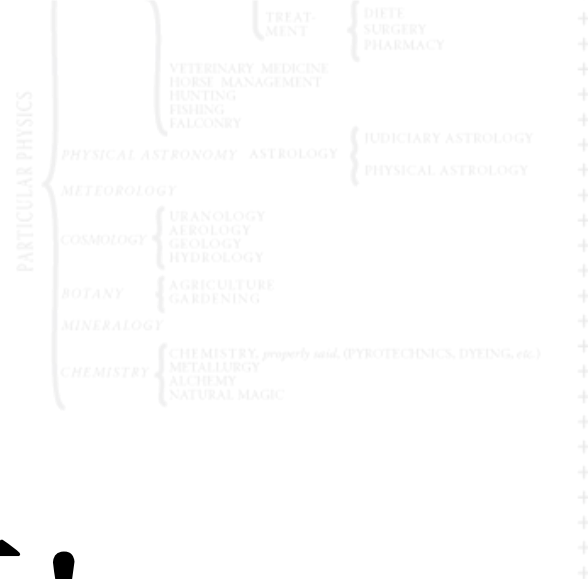 TREAT-
MENT
DIETE
SURGERY
PHARMACY
VETERINARY MEDICINE
HORSE MANAGEMENT
HUNTING
FISHING
FALCONRY
PARTICULAR PHYSICS
PHYSICAL ASTRONOMY ASTROLOGY
JUDICIARY ASTROLOGY
PHYSICAL ASTROLOGY
METEOROLOGY
COSMOLOGY
URANOLOGY
AEROLOGY
GEOLOGY
HYDROLOGY
BOTANY
AGRICULTURE
GARDENING
MINERALOGY
CHEMISTRY
CHEMISTRY, properly said, (PYROTECHNICS, DYEING, etc.)
METALLURGY
ALCHEMY
NATURAL MAGIC